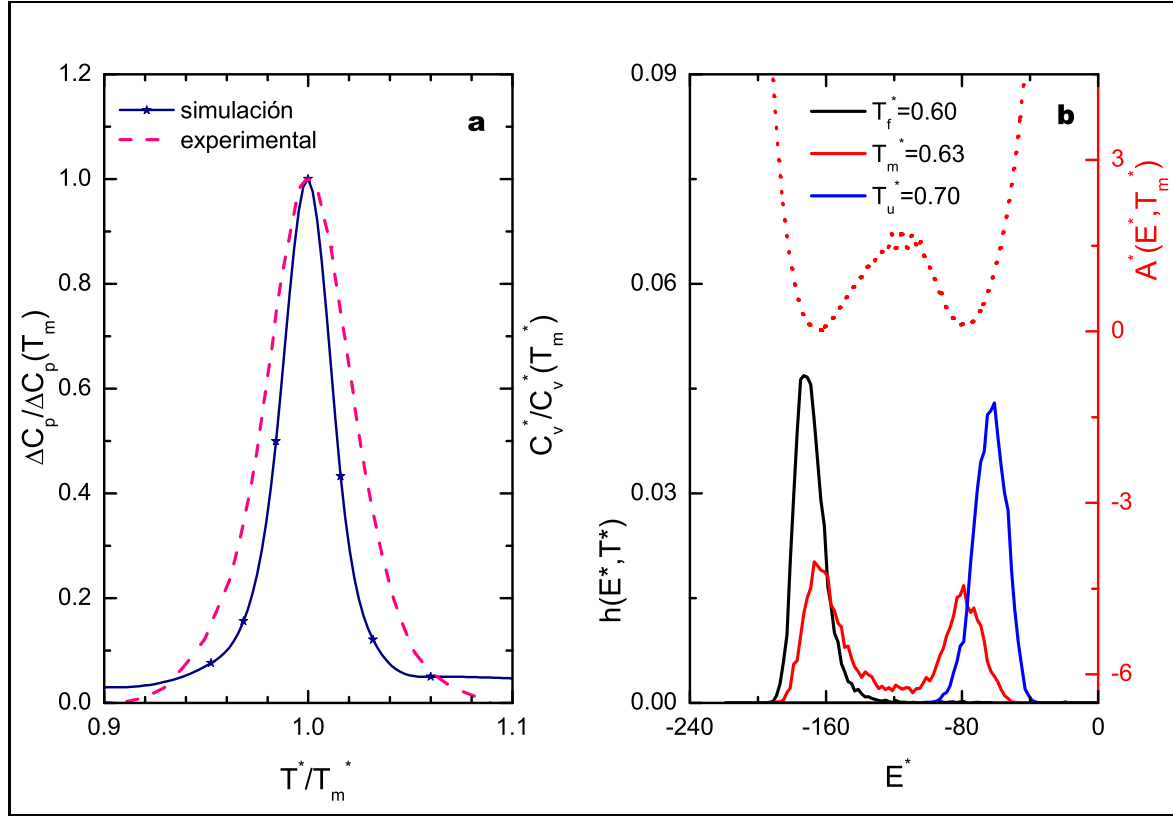 simulación
experimental
a
1.2
1.0
0.8
0.6
0.4
0.2
0.0
0.9
1.0
1.1
ΔC_p/ΔC_p(T_m)
C_v^*/C_v^*(T_m^*)
T^*/T_m^*
T_f^*=0.60
T_m^*=0.63
T_u^*=0.70
b
0.09
0.06
0.03
0.00
-240
-160
-80
0
h(E*,T*)
E^*
3
0
-3
-6
A^*(E^*,T_m^*)